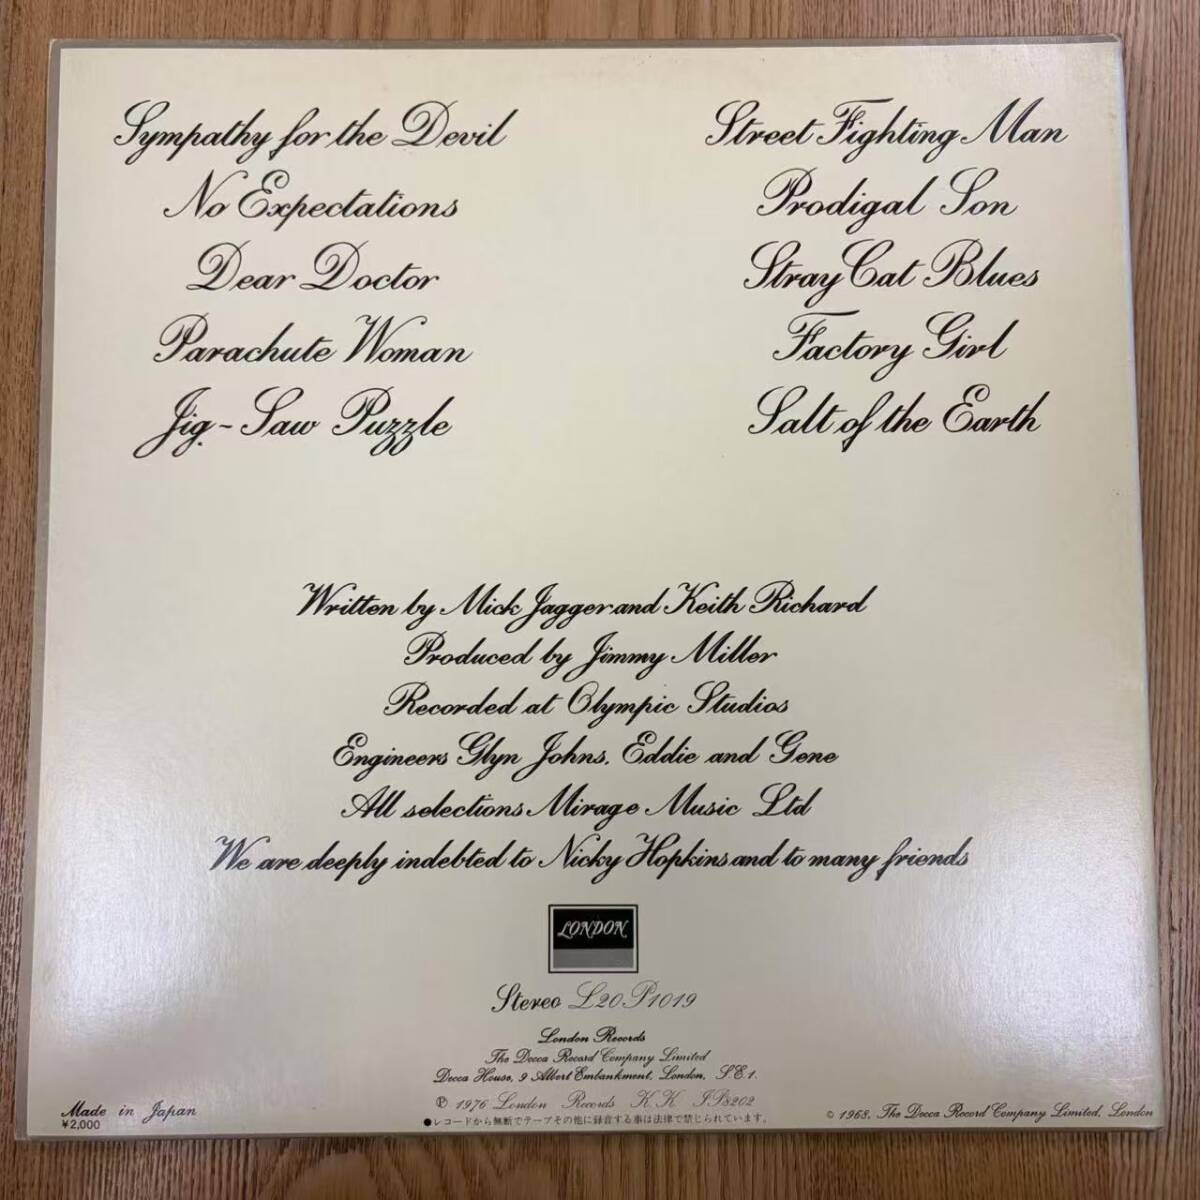 Sympathy for the Devil
No Expectations
Dear Doctor
Parachute Woman
Jig-Saw Puzzle
Street Fighting Man
Prodigal Son
Stray Cat Blues
Factory Girl
Salt of the Earth
Written by Mick Jagger and Keith Richard
Produced by Jimmy Miller
Recorded at Olympic Studios
Engineers Glyn Johns. Eddie and Gene
All selections Mirage Music Ltd
We are deeply indebted to Nicky Hopkins and to many friends
LONDON
Stereo L20P1019
London Records
The Decca Record Company Limited
Decca House, 9 Albert Embankment, London, S.E.1.
℗ 1976 London Records K.K. LP8202
●レコードから無断でテープその他に録音する事は法律で禁じられています。
Made in Japan
¥2,000
© 1968, The Decca Record Company Limited, London